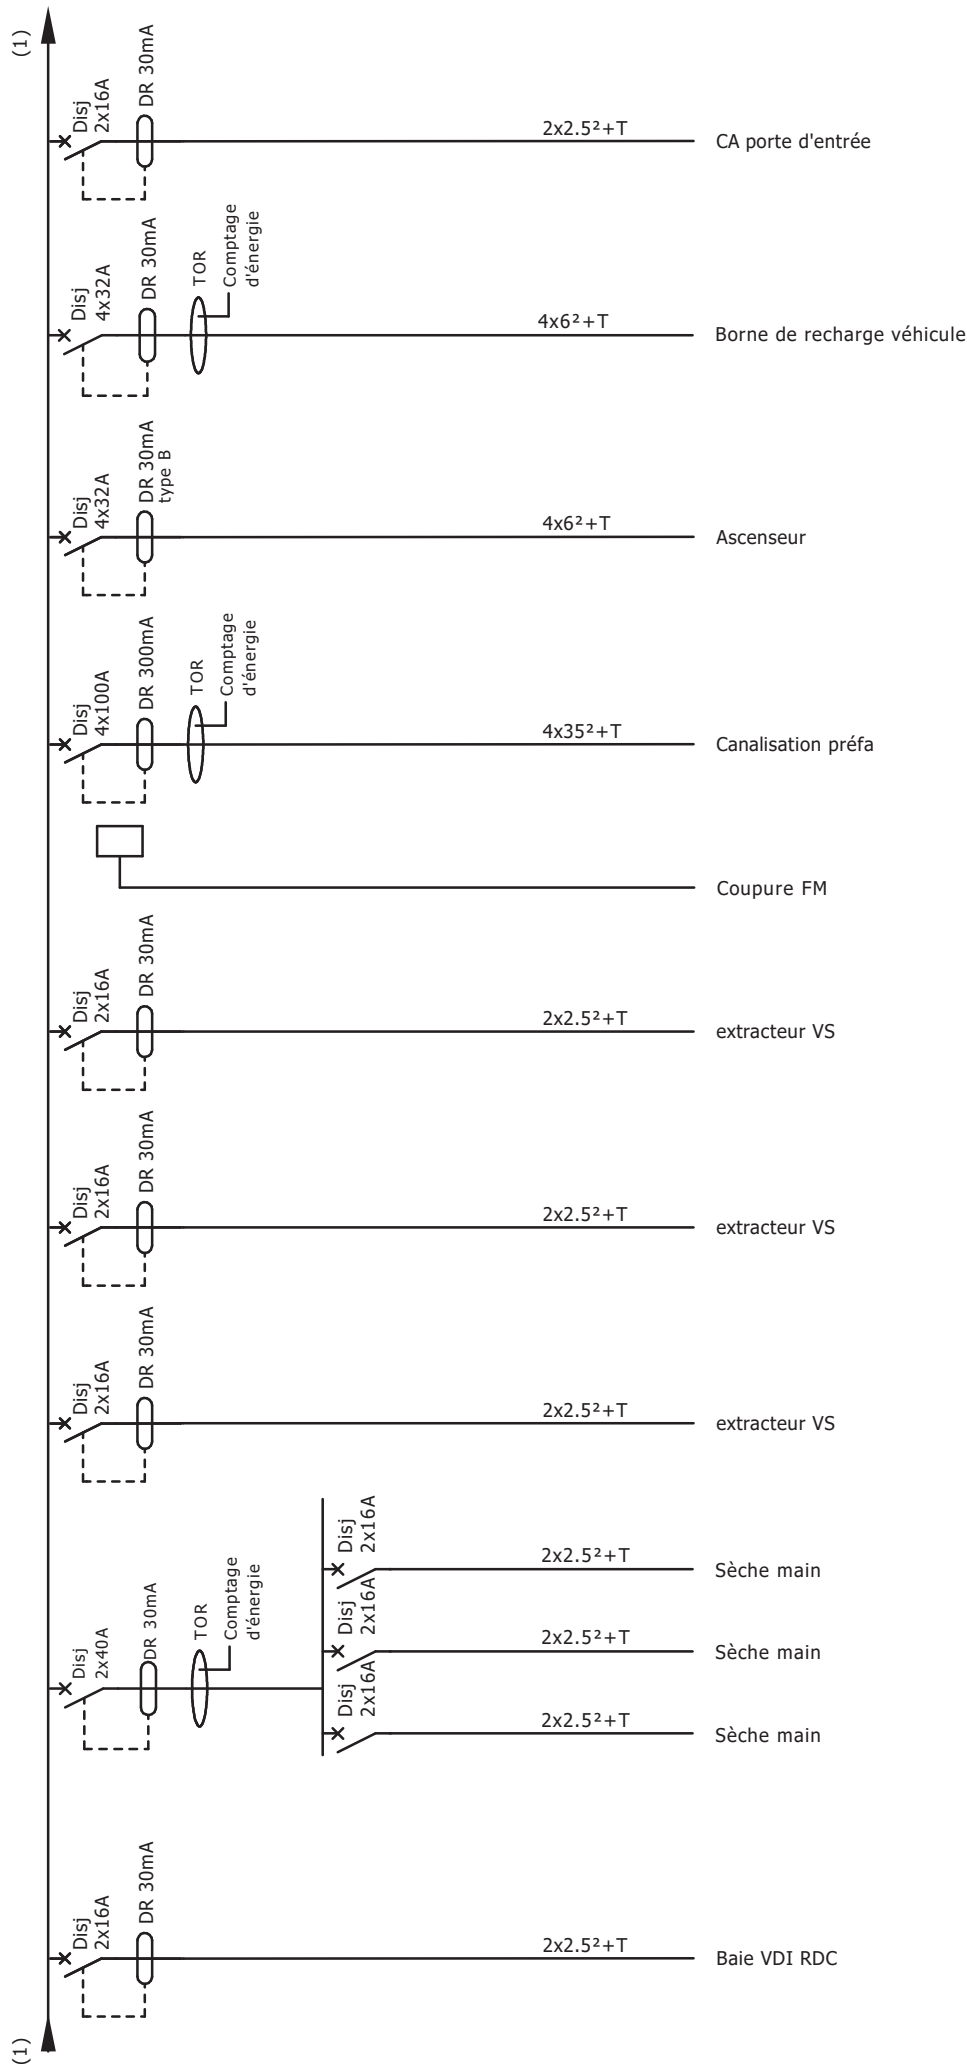 (1)
Disj
2x16A
DR 30mA
2x2.5²+T
CA porte d'entrée
Disj
4x32A
DR 30mA
TOR
Comptage
d'énergie
4x6²+T
Borne de recharge véhicule
Disj
4x32A
DR 30mA
type B
4x6²+T
Ascenseur
Disj
4x100A
DR 300mA
TOR
Comptage
d'énergie
4x35²+T
Canalisation préfa
Coupure FM
Disj
2x16A
DR 30mA
2x2.5²+T
extracteur VS
Disj
2x16A
DR 30mA
2x2.5²+T
extracteur VS
Disj
2x16A
DR 30mA
2x2.5²+T
extracteur VS
Disj
2x40A
DR 30mA
TOR
Comptage
d'énergie
Disj
2x16A
2x2.5²+T
Sèche main
Disj
2x16A
2x2.5²+T
Sèche main
Disj
2x16A
2x2.5²+T
Sèche main
Disj
2x16A
DR 30mA
2x2.5²+T
Baie VDI RDC
(1)